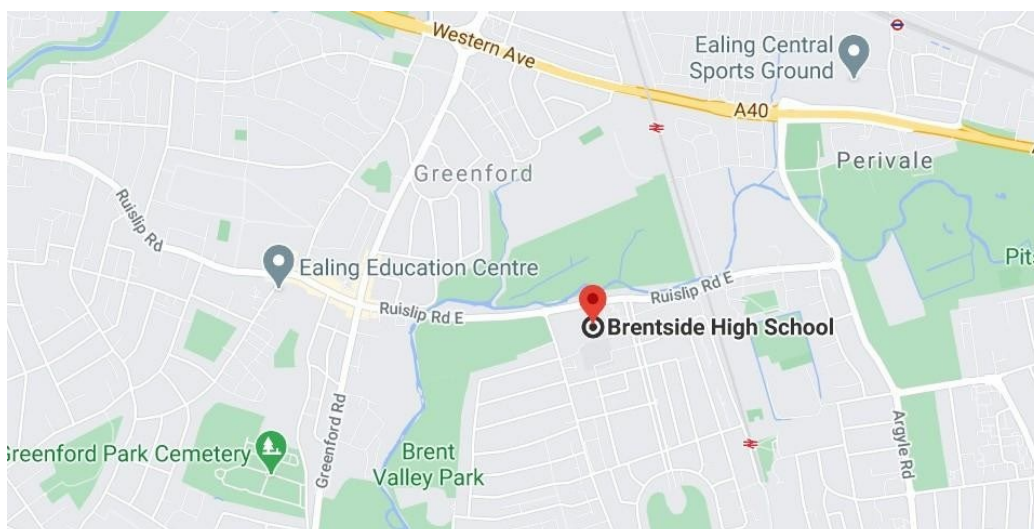 Western Ave
Ealing Central
Sports Ground
A40
Greenford
Perivale
Ruislip Rd
Ealing Education Centre
Ruislip Rd E
Ruislip Rd E
Brentside High School
Pits
Greenford Rd
Greenford Park Cemetery
Brent
Valley Park
Argyle Rd